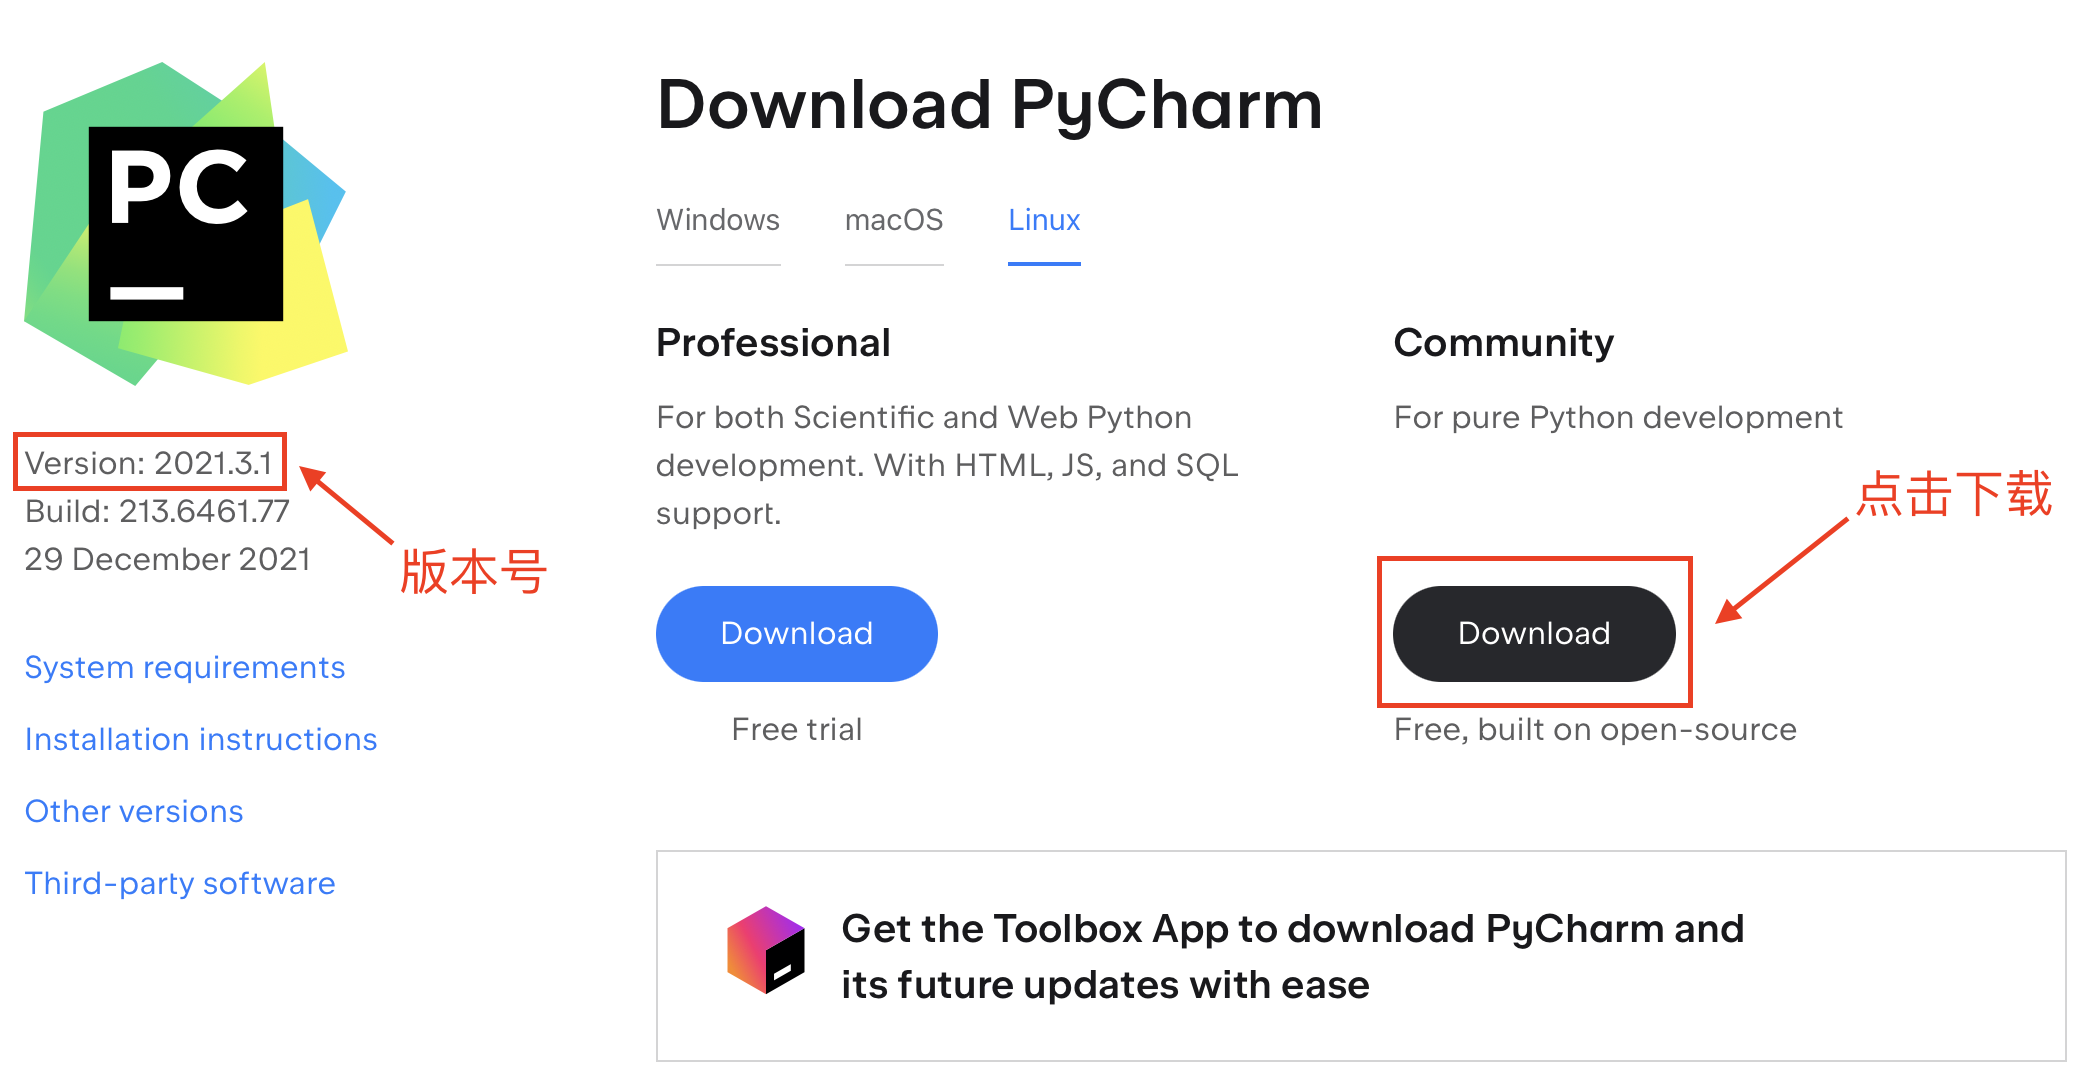 PC
Version: 2021.3.1
Build: 213.6461.77
29 December 2021
版本号
System requirements
Installation instructions
Other versions
Third-party software
Download PyCharm
Windows
macOS
Linux
Professional
For both Scientific and Web Python
development. With HTML, JS, and SQL
support.
Download
Free trial
Community
For pure Python development
点击下载
Download
Free, built on open-source
Get the Toolbox App to download PyCharm and
its future updates with ease